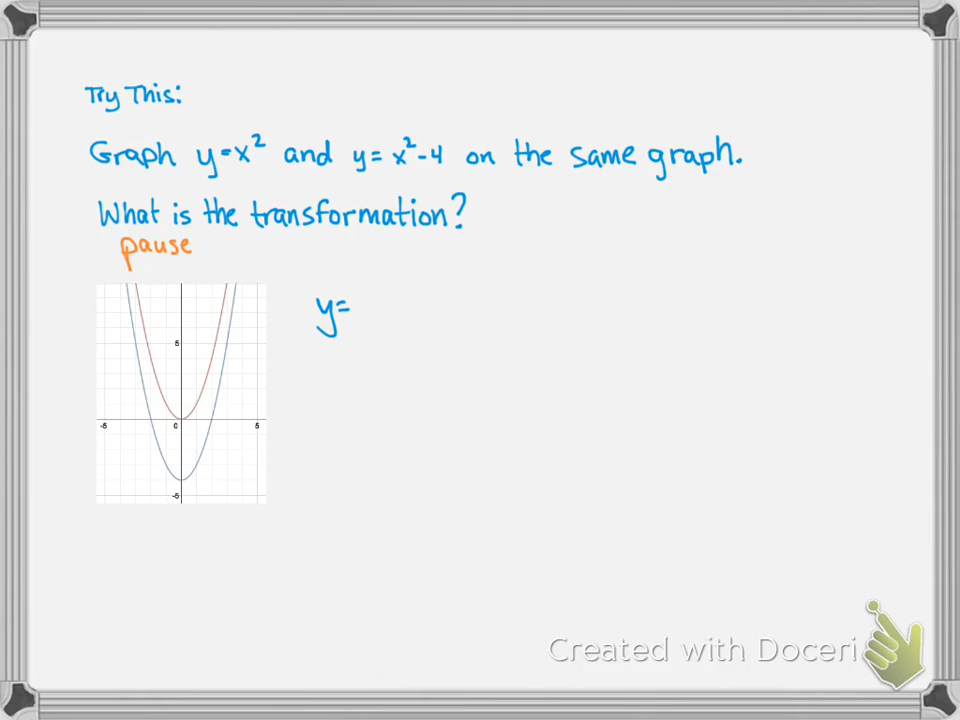 Try This:
Graph y=x² and y=x²-4 on the same graph.
What is the transformation?
pause
y=
5
-5 0 5
-5
Created with Doceri